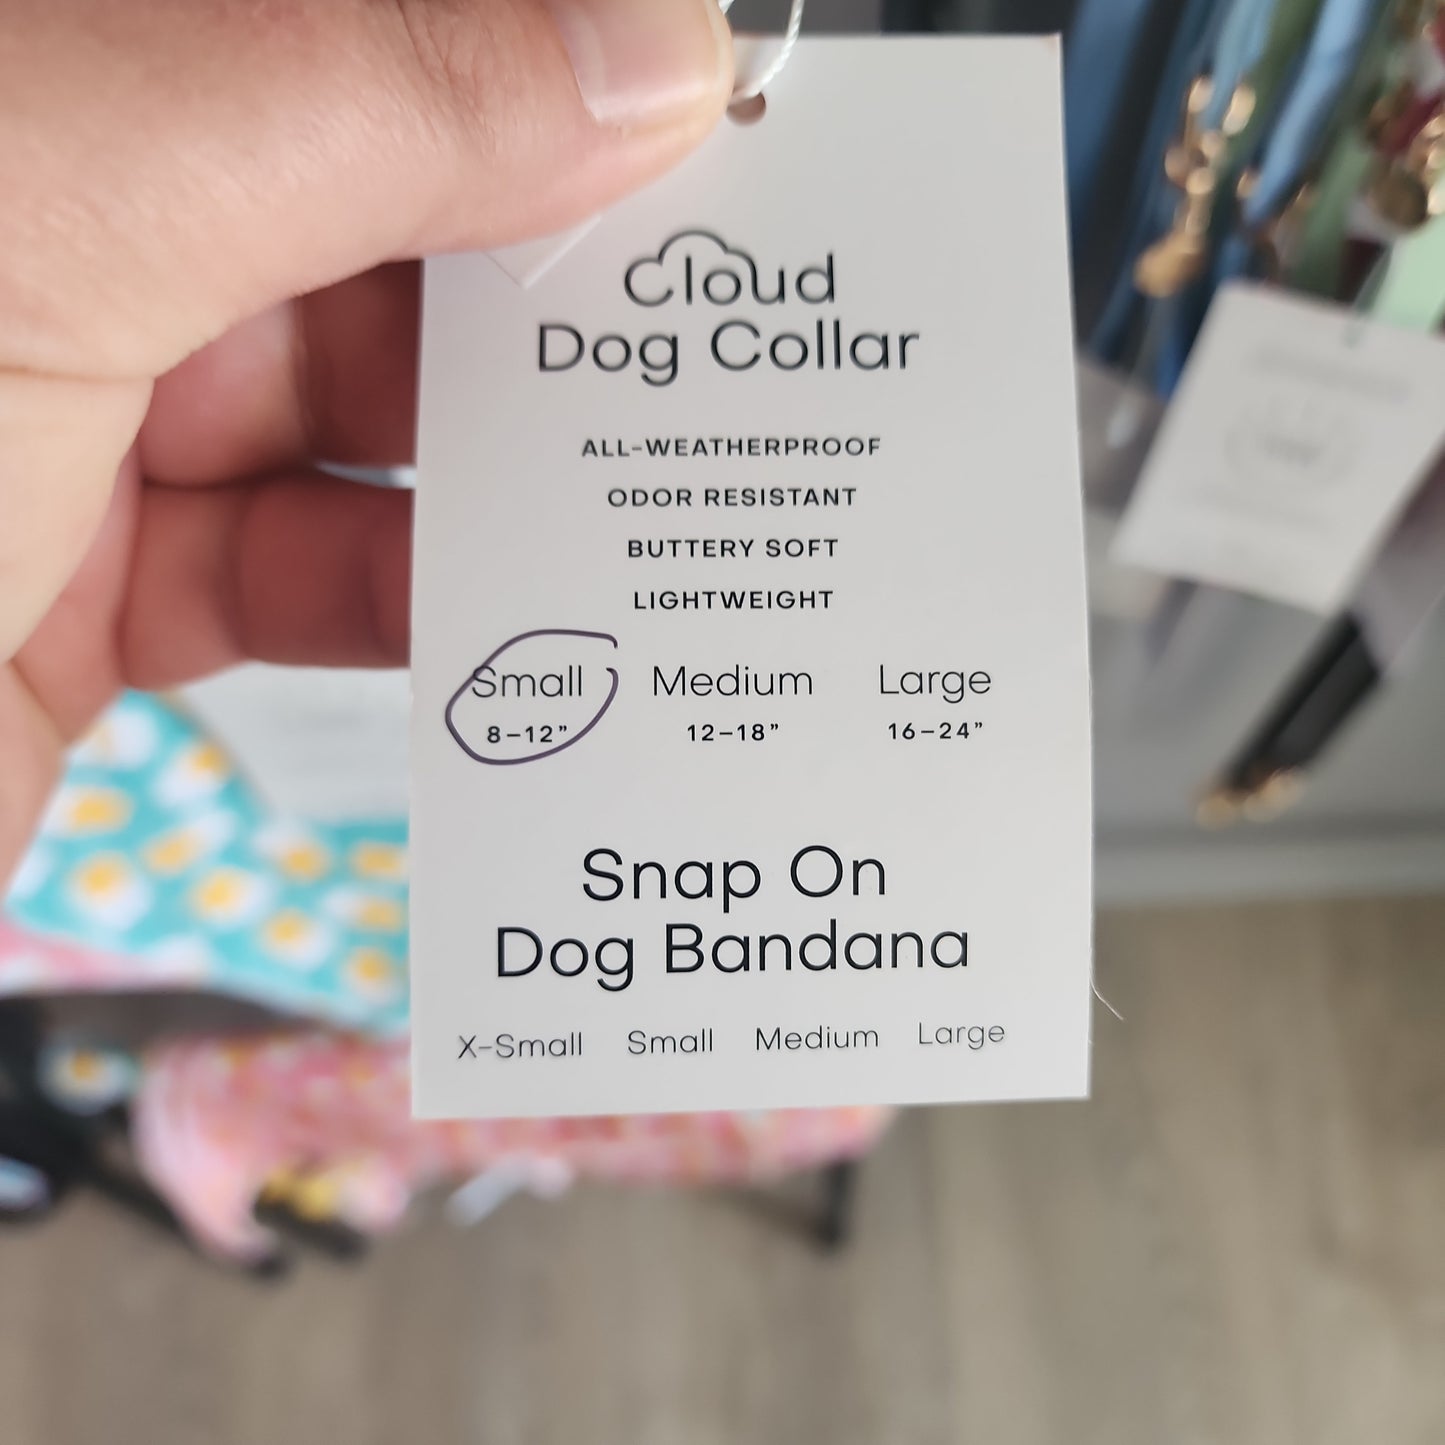 Cloud
Dog Collar
ALL-WEATHERPROOF
ODOR RESISTANT
BUTTERY SOFT
LIGHTWEIGHT
Small Medium Large
8–12” 12–18” 16–24”
Snap On
Dog Bandana
X-Small Small Medium Large